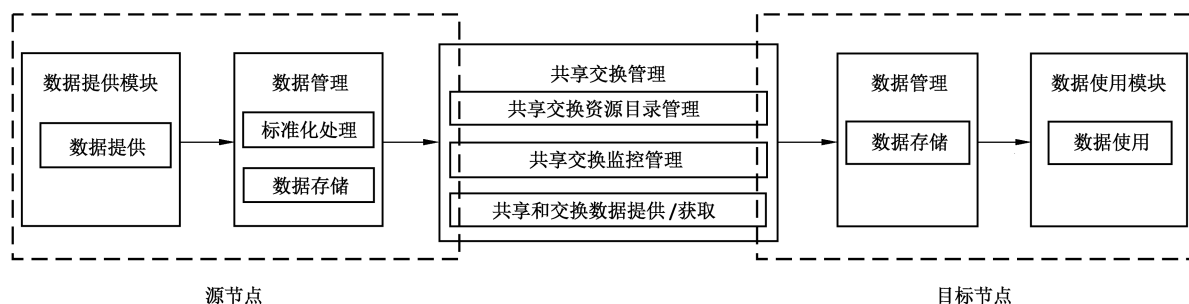 数据提供模块
数据提供
数据管理
标准化处理
数据存储
共享交换管理
共享交换资源目录管理
共享交换监控管理
共享和交换数据提供/获取
数据管理
数据存储
数据使用模块
数据使用
源节点
目标节点